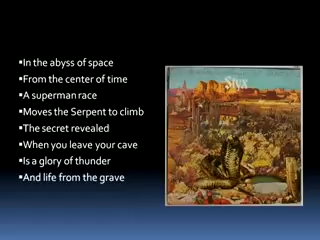 ▪In the abyss of space
▪From the center of time
▪A superman race
▪Moves the Serpent to climb
▪The secret revealed
▪When you leave your cave
▪Is a glory of thunder
▪And life from the grave
Styx